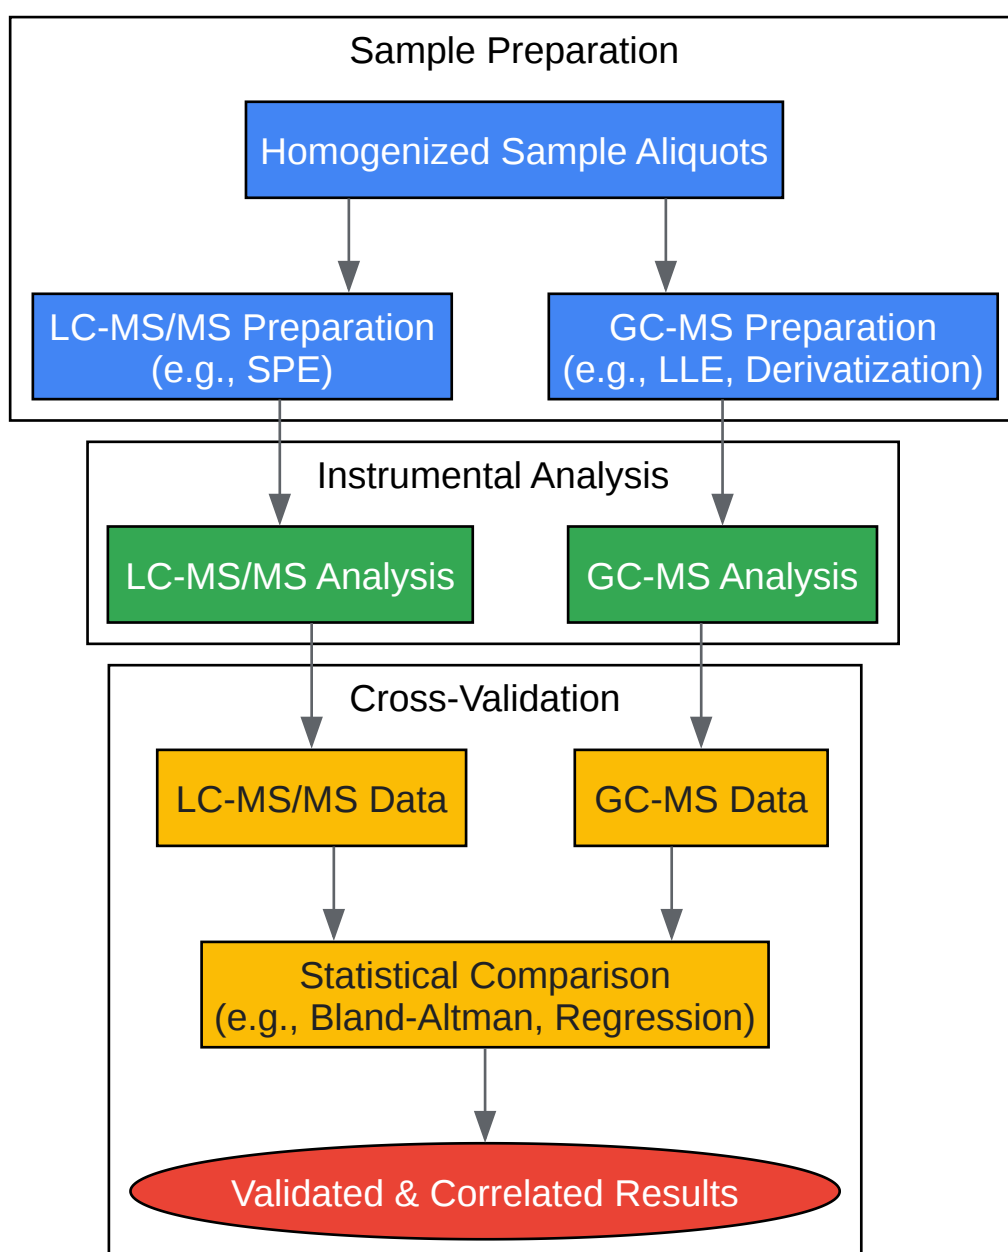 Sample Preparation
Homogenized Sample Aliquots
LC-MS/MS Preparation
(e.g., SPE)
GC-MS Preparation
(e.g., LLE, Derivatization)
Instrumental Analysis
LC-MS/MS Analysis
GC-MS Analysis
Cross-Validation
LC-MS/MS Data
GC-MS Data
Statistical Comparison
(e.g., Bland-Altman, Regression)
Validated & Correlated Results